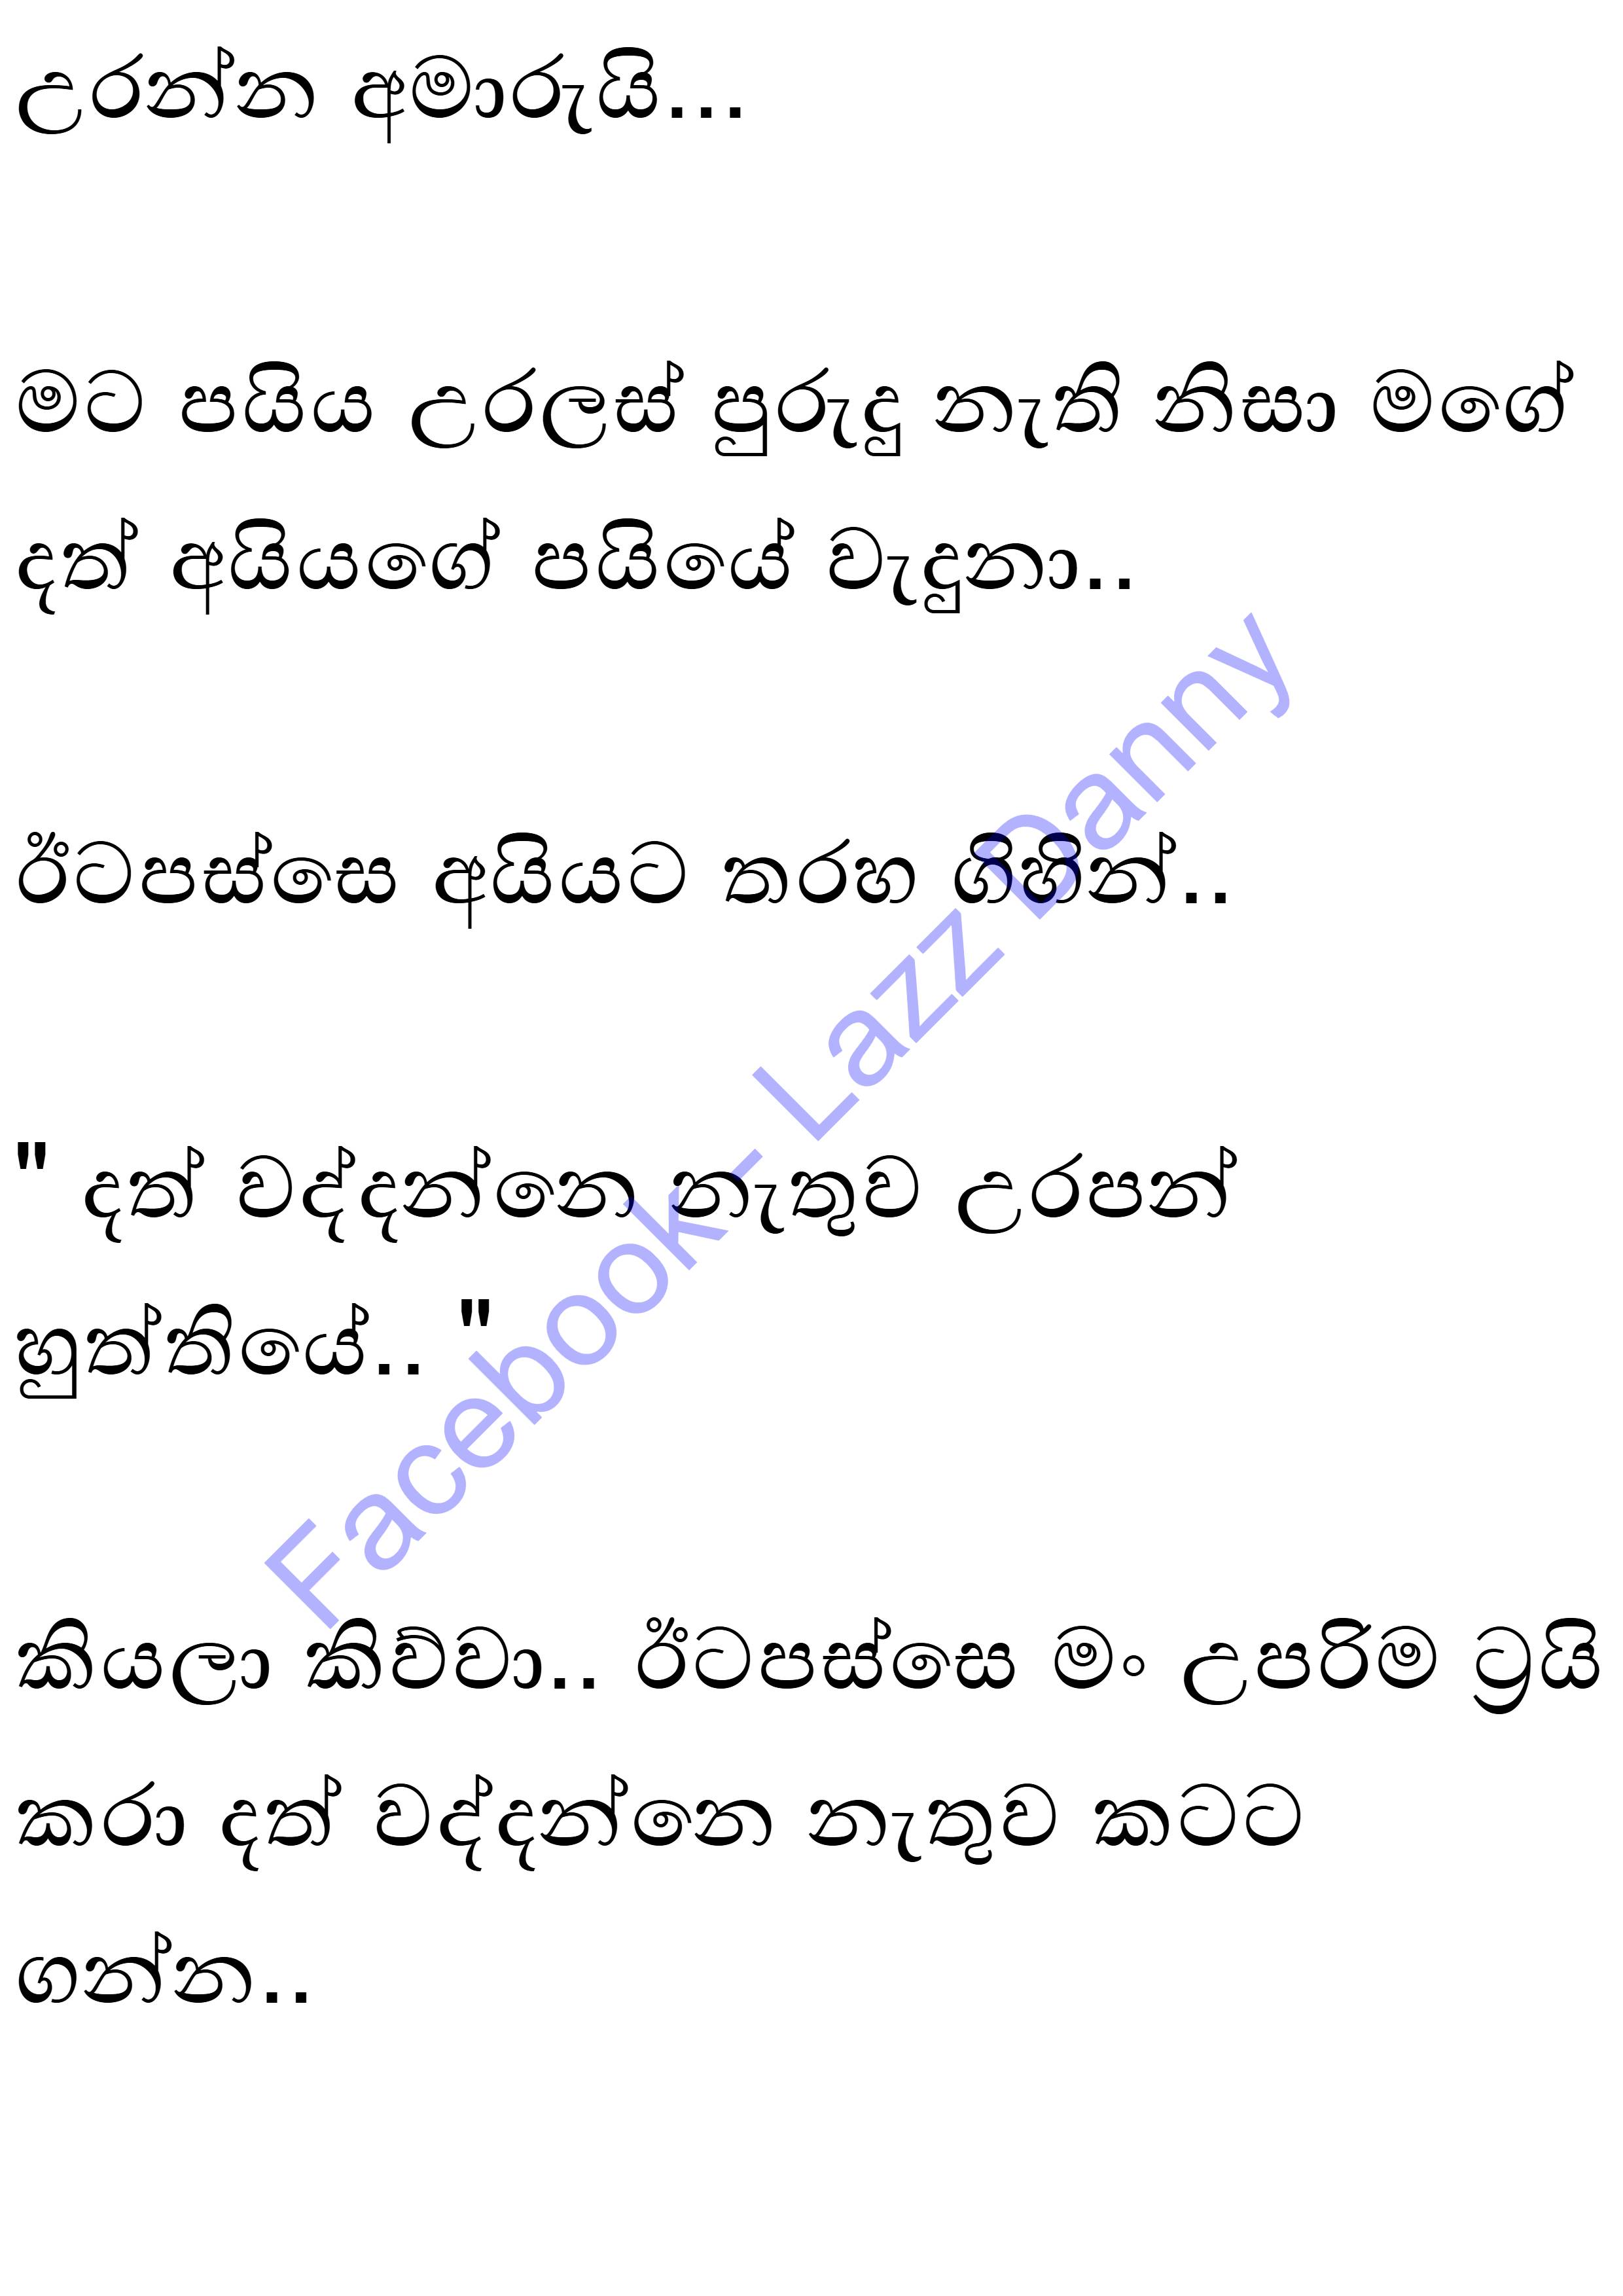 උරන්න අමාරුයි...
මට පයිය උරලස් පුරුදු නැති නිසා මගේ
දත් අයියගේ පයියේ වැදුනා..
ඊටපස්සෙ අයියට තරහ ගිහින්..
" දත් වද්දන්නෙ නැතුව උරපන්
හුත්තියේ.. "
කියලා කිව්වා.. ඊටපස්සෙ මං උපරිම ට්‍රයි
කරා දත් වද්දන්නෙ නැතුව කටට
ගන්න..
Facebook- Lazz Danny